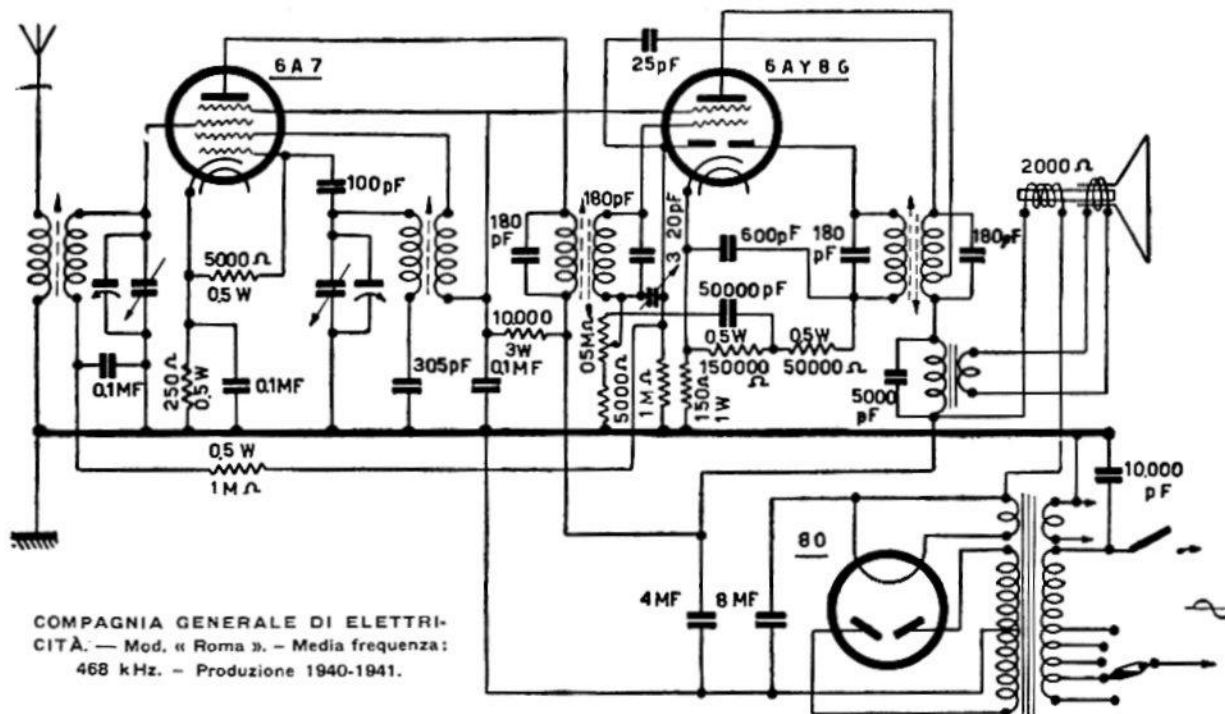 6A7
25pF
6AY8G
2000 Ω
100pF
180 pF
180pF
3 20pF
600pF
180 pF
180pF
5000 Ω
0,5 W
50000pF
10.000
3W
0,5MΩ
0,5W
150000 Ω
0,5W
50000Ω
0.1MF
250Ω
0,5W
0.1MF
305pF
0,1MF
5000Ω
1MΩ
150Ω
1W
5000 pF
0,5 W
1MΩ
10.000 pF
80
4MF
8MF
COMPAGNIA GENERALE DI ELETTRI-
CITÀ. — Mod. « Roma ». – Media frequenza:
468 kHz. – Produzione 1940-1941.